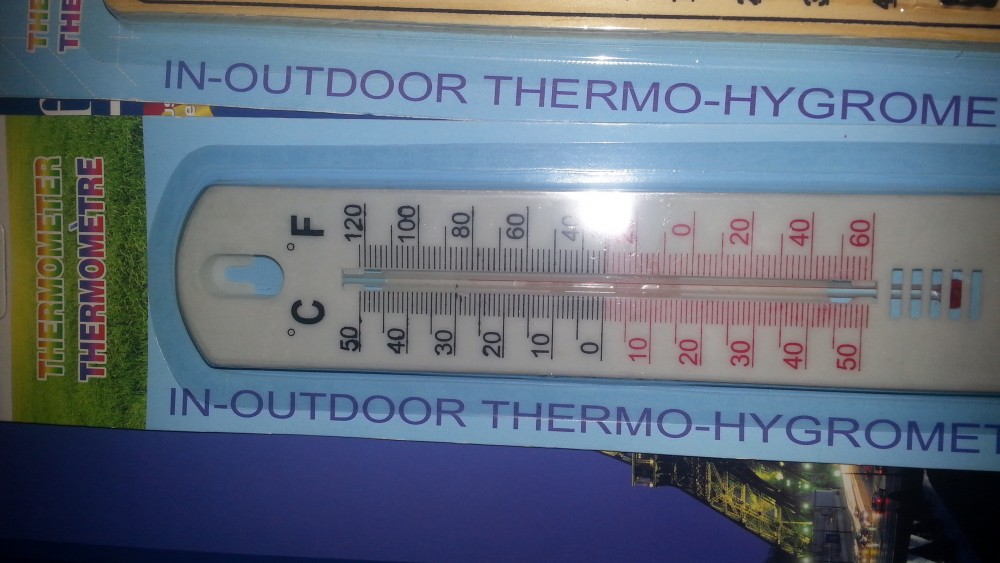 IN-OUTDOOR THERMO-HYGROME
THERMOMETER
THERMOMÈTRE
°F
120 100 80 60 40 0 20 40 60
°C
50 40 30 20 10 0 10 20 30 40 50
IN-OUTDOOR THERMO-HYGROMET